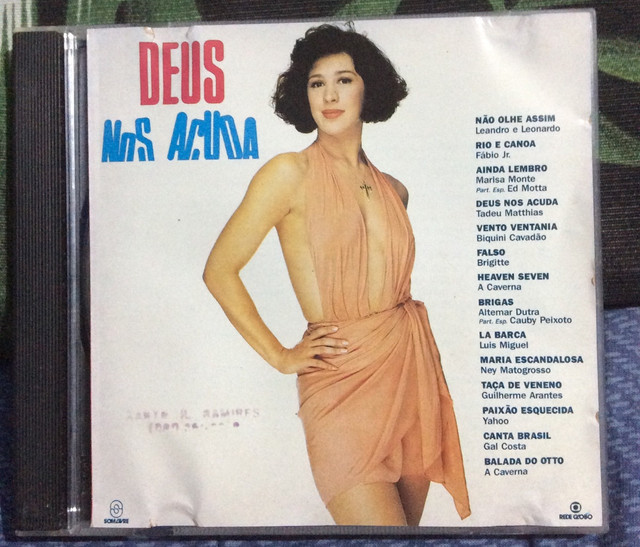 DEUS
NOS ACUDA
NÃO OLHE ASSIM
Leandro e Leonardo
RIO E CANOA
Fábio Jr.
AINDA LEMBRO
Marisa Monte
Part. Esp. Ed Motta
DEUS NOS ACUDA
Tadeu Matthias
VENTO VENTANIA
Biquini Cavadão
FALSO
Brigitte
HEAVEN SEVEN
A Caverna
BRIGAS
Altemar Dutra
Part. Esp. Cauby Peixoto
LA BARCA
Luis Miguel
MARIA ESCANDALOSA
Ney Matogrosso
TAÇA DE VENENO
Guilherme Arantes
PAIXÃO ESQUECIDA
Yahoo
CANTA BRASIL
Gal Costa
BALADA DO OTTO
A Caverna
RAMIRES
SOM LIVRE
REDE GLOBO